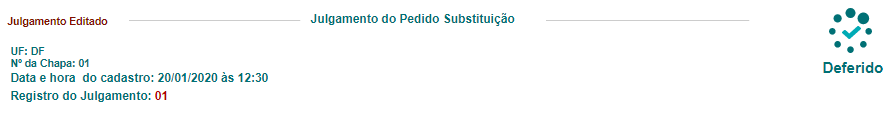 Julgamento Editado
Julgamento do Pedido Substituição
UF: DF
Nº da Chapa: 01
Data e hora do cadastro: 20/01/2020 às 12:30
Registro do Julgamento: 01
Deferido